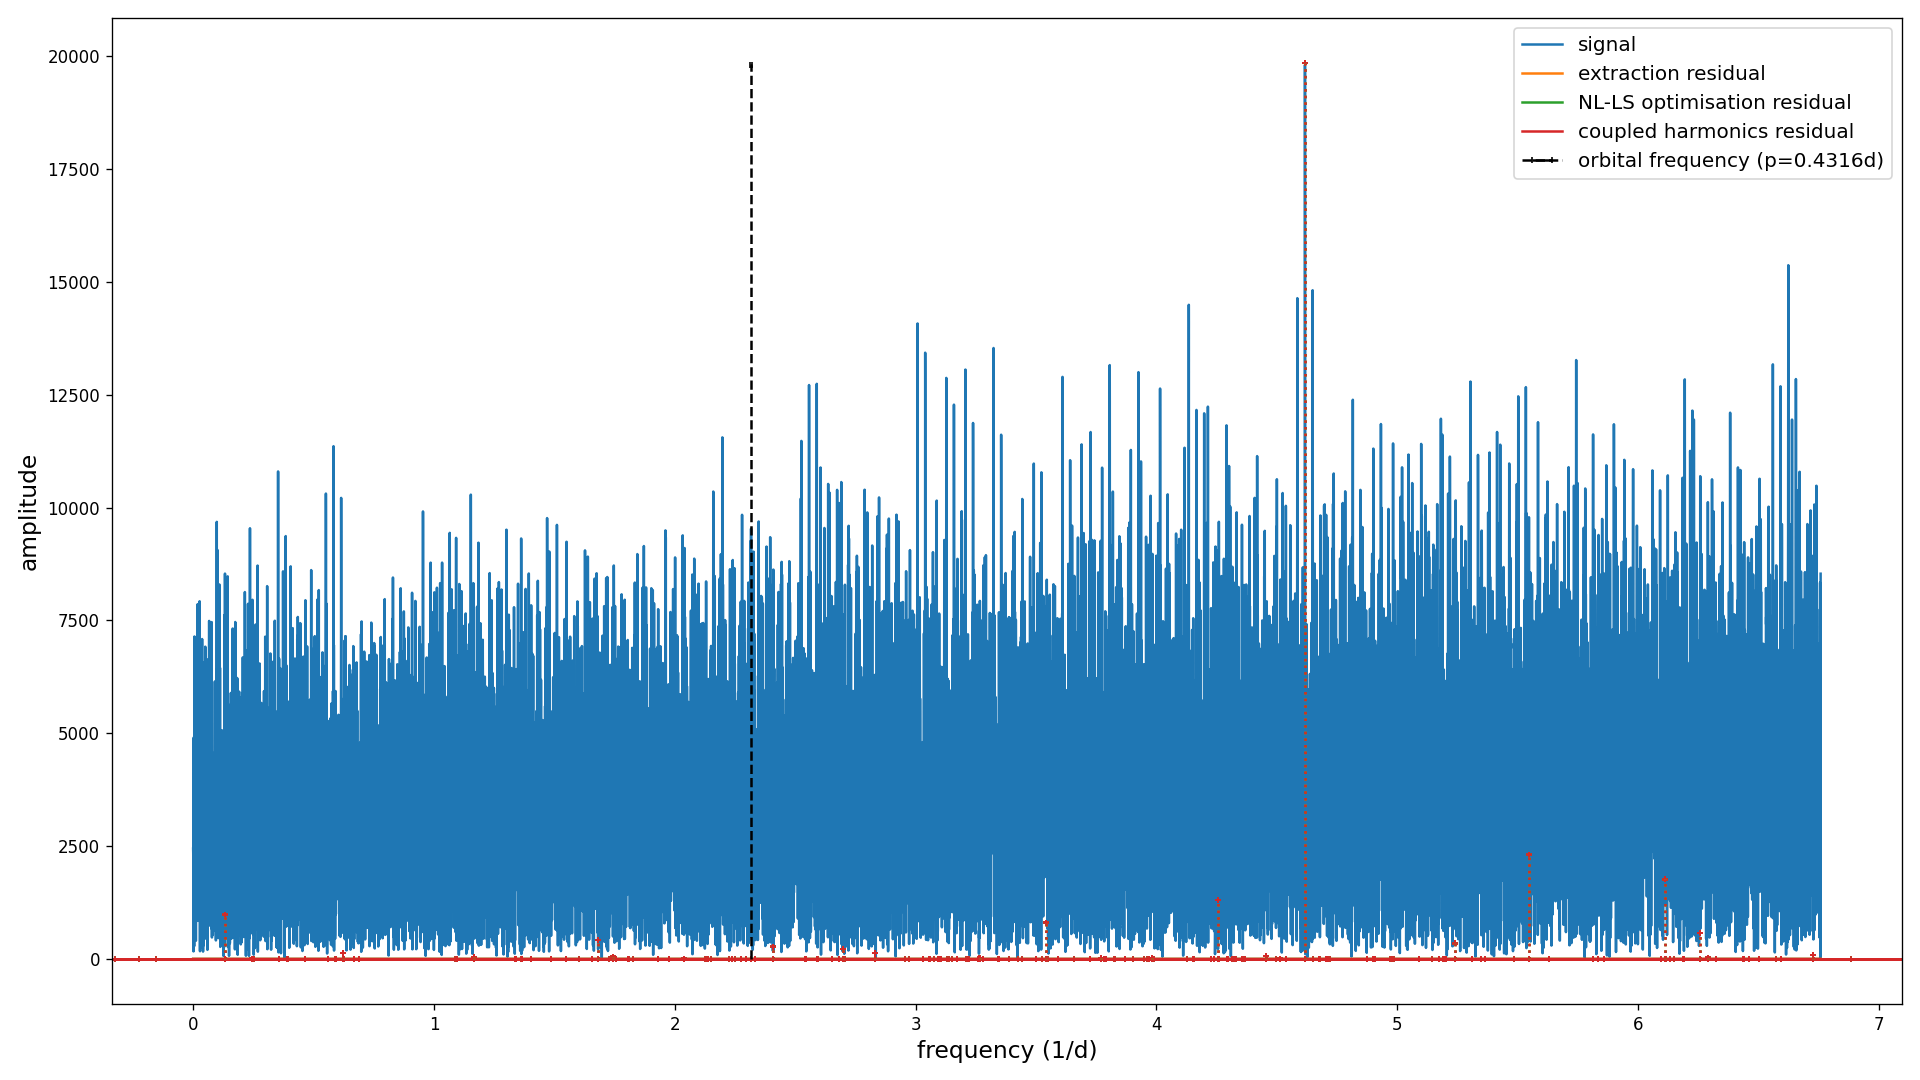 20000
17500
15000
12500
10000
7500
5000
2500
0
amplitude
signal
extraction residual
NL-LS optimisation residual
coupled harmonics residual
orbital frequency (p=0.4316d)
0 1 2 3 4 5 6 7
frequency (1/d)